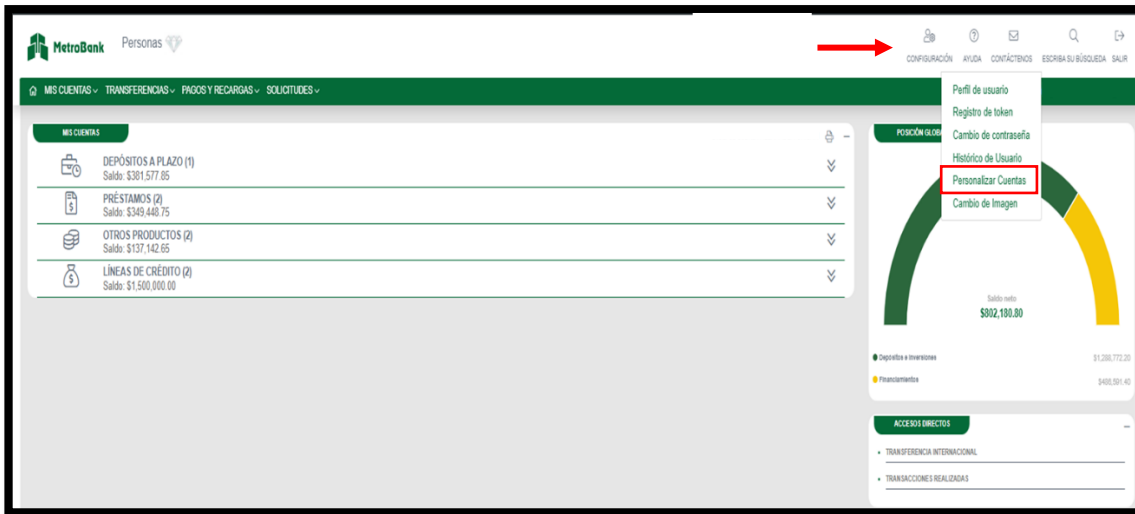 MetroBank
Personas
CONFIGURACIÓN
AYUDA
CONTÁCTENOS
ESCRIBA SU BÚSQUEDA
SALIR
MIS CUENTAS
TRANSFERENCIAS
PAGOS Y RECARGAS
SOLICITUDES
Perfil de usuario
Registro de token
Cambio de contraseña
Histórico de Usuario
Personalizar Cuentas
Cambio de Imagen
MIS CUENTAS
DEPÓSITOS A PLAZO (1)
Saldo: $381,577.85
PRÉSTAMOS (2)
Saldo: $349,448.75
OTROS PRODUCTOS (2)
Saldo: $137,142.65
LÍNEAS DE CRÉDITO (2)
Saldo: $1,500,000.00
POSICIÓN GLOB
Saldo neto
$802,180.80
Depósitos e Inversiones
$1,288,772.20
Financiamientos
$486,591.40
ACCESOS DIRECTOS
TRANSFERENCIA INTERNACIONAL
TRANSACCIONES REALIZADAS